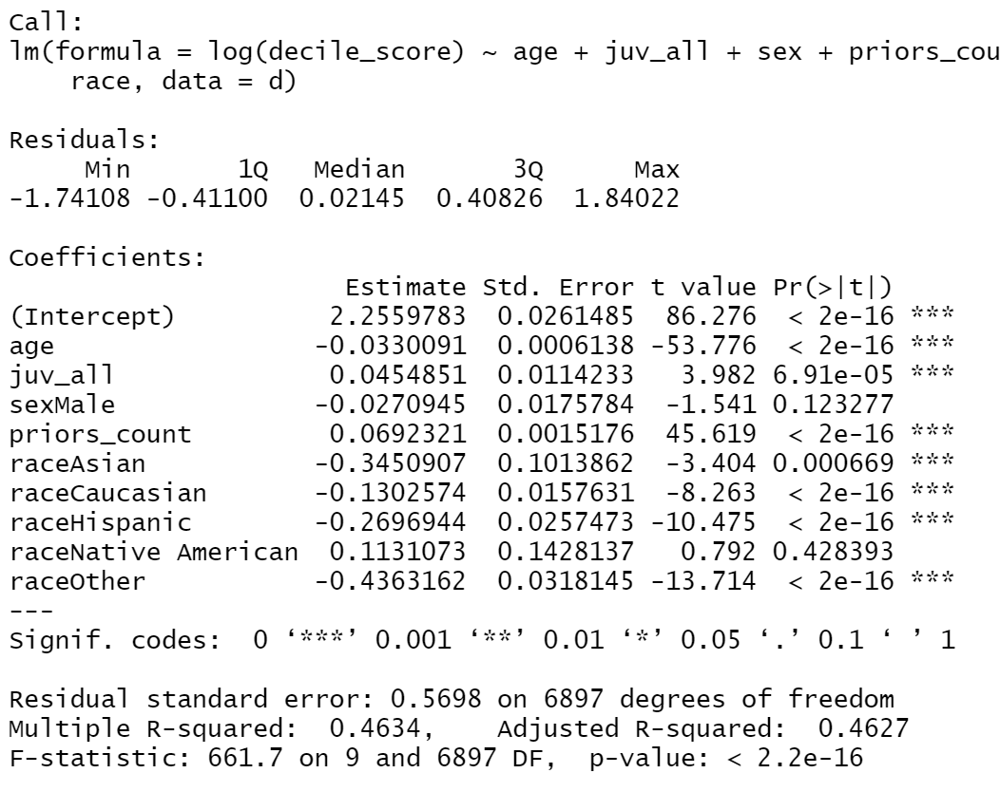 Call:
lm(formula = log(decile_score) ~ age + juv_all + sex + priors_cou
race, data = d)
Residuals:
Min 1Q Median 3Q Max
-1.74108 -0.41100 0.02145 0.40826 1.84022
Coefficients:
Estimate Std. Error t value Pr(>|t|)
(Intercept) 2.2559783 0.0261485 86.276 < 2e-16 ***
age -0.0330091 0.0006138 -53.776 < 2e-16 ***
juv_all 0.0454851 0.0114233 3.982 6.91e-05 ***
sexMale -0.0270945 0.0175784 -1.541 0.123277
priors_count 0.0692321 0.0015176 45.619 < 2e-16 ***
raceAsian -0.3450907 0.1013862 -3.404 0.000669 ***
raceCaucasian -0.1302574 0.0157631 -8.263 < 2e-16 ***
raceHispanic -0.2696944 0.0257473 -10.475 < 2e-16 ***
raceNative American 0.1131073 0.1428137 0.792 0.428393
raceOther -0.4363162 0.0318145 -13.714 < 2e-16 ***
---
Signif. codes: 0 ‘***’ 0.001 ‘**’ 0.01 ‘*’ 0.05 ‘.’ 0.1 ‘ ’ 1
Residual standard error: 0.5698 on 6897 degrees of freedom
Multiple R-squared: 0.4634, Adjusted R-squared: 0.4627
F-statistic: 661.7 on 9 and 6897 DF, p-value: < 2.2e-16